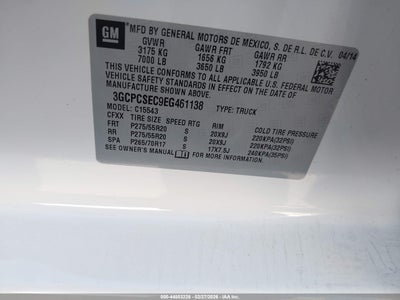 GM
MFD BY GENERAL MOTORS DE MEXICO, S. DE R.L. DE C.V.
04/14
GVWR GAWR FRT GAWR RR
3175 KG 1656 KG 1792 KG
7000 LB 3650 LB 3950 LB
THIS VEHICLE CONFORMS TO ALL APPLICABLE U.S. FEDERAL MOTOR
VEHICLE SAFETY AND THEFT PREVENTION STANDARDS IN EFFECT ON THE DATE OF MANUFACTURE
SHOWN ABOVE.
3GCPCSEC9EG461138 TYPE: TRUCK
MODEL: C15543
CFXX TIRE SIZE SPEED RTG RIM COLD TIRE PRESSURE
FRT P275/55R20 S 20X9J 220KPA(32PSI)
RR P275/55R20 S 20X9J 220KPA(32PSI)
SPA P265/70R17 S 17X7.5J 240KPA(35PSI)
SEE OWNER'S MANUAL FOR ADDITIONAL INFORMATION.